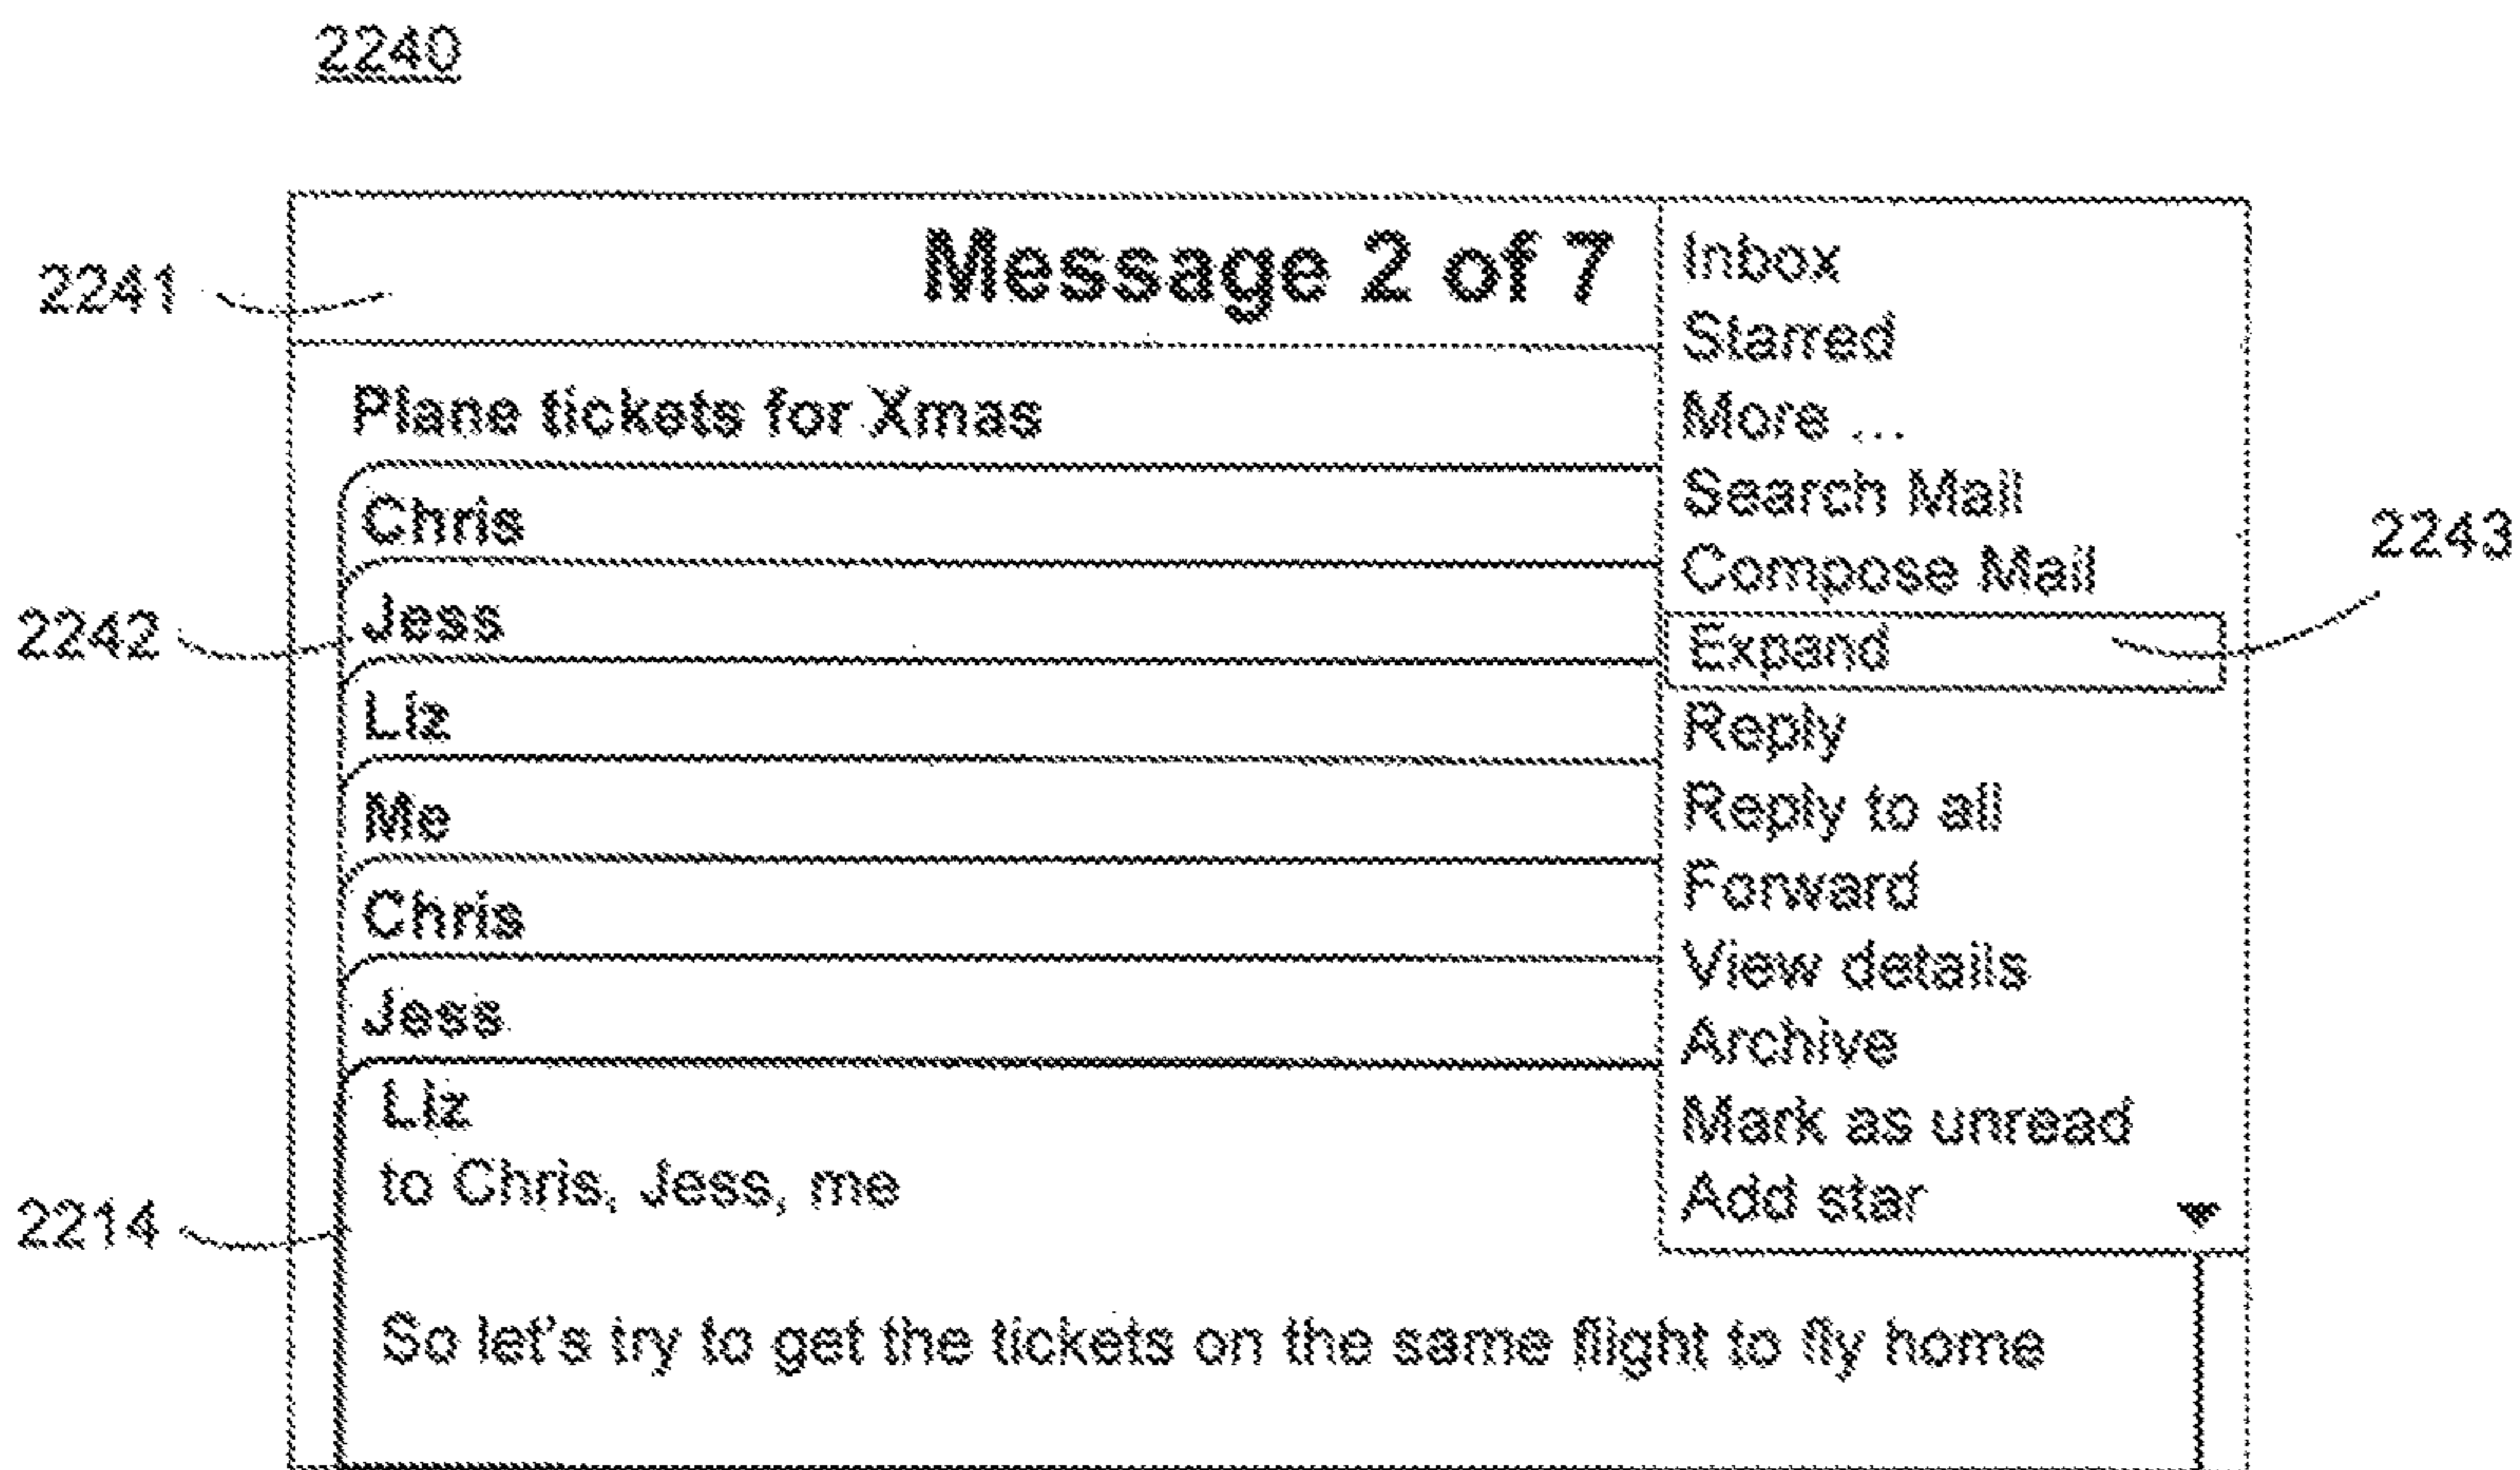 2240
2241
Message 2 of 7
Plane tickets for Xmas
Chris
2242
Jess
Liz
Me
Chris
Jess
Liz
to Chris, Jess, me
2214
So let's try to get the tickets on the same flight to fly home
Inbox
Starred
More ...
Search Mail
Compose Mail
Expand
2243
Reply
Reply to all
Forward
View details
Archive
Mark as unread
Add star